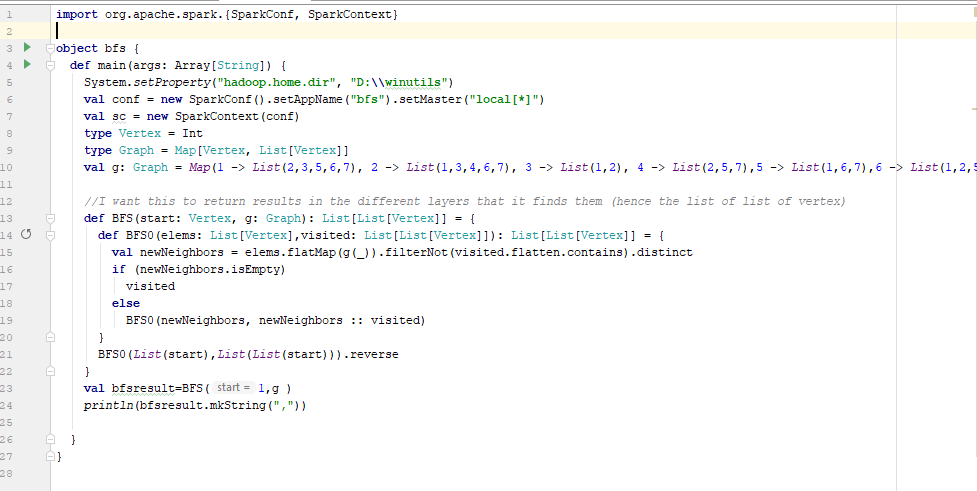 1 import org.apache.spark.{SparkConf, SparkContext}
2
3 object bfs {
4 def main(args: Array[String]) {
5 System.setProperty("hadoop.home.dir", "D:\\winutils")
6 val conf = new SparkConf().setAppName("bfs").setMaster("local[*]")
7 val sc = new SparkContext(conf)
8 type Vertex = Int
9 type Graph = Map[Vertex, List[Vertex]]
10 val g: Graph = Map(1 -> List(2,3,5,6,7), 2 -> List(1,3,4,6,7), 3 -> List(1,2), 4 -> List(2,5,7),5 -> List(1,6,7),6 -> List(1,2,5
11
12 //I want this to return results in the different layers that it finds them (hence the list of list of vertex)
13 def BFS(start: Vertex, g: Graph): List[List[Vertex]] = {
14 def BFS0(elems: List[Vertex],visited: List[List[Vertex]]): List[List[Vertex]] = {
15 val newNeighbors = elems.flatMap(g(_)).filterNot(visited.flatten.contains).distinct
16 if (newNeighbors.isEmpty)
17 visited
18 else
19 BFS0(newNeighbors, newNeighbors :: visited)
20 }
21 BFS0(List(start),List(List(start))).reverse
22 }
23 val bfsresult=BFS( start = 1,g )
24 println(bfsresult.mkString(","))
25
26 }
27 }
28